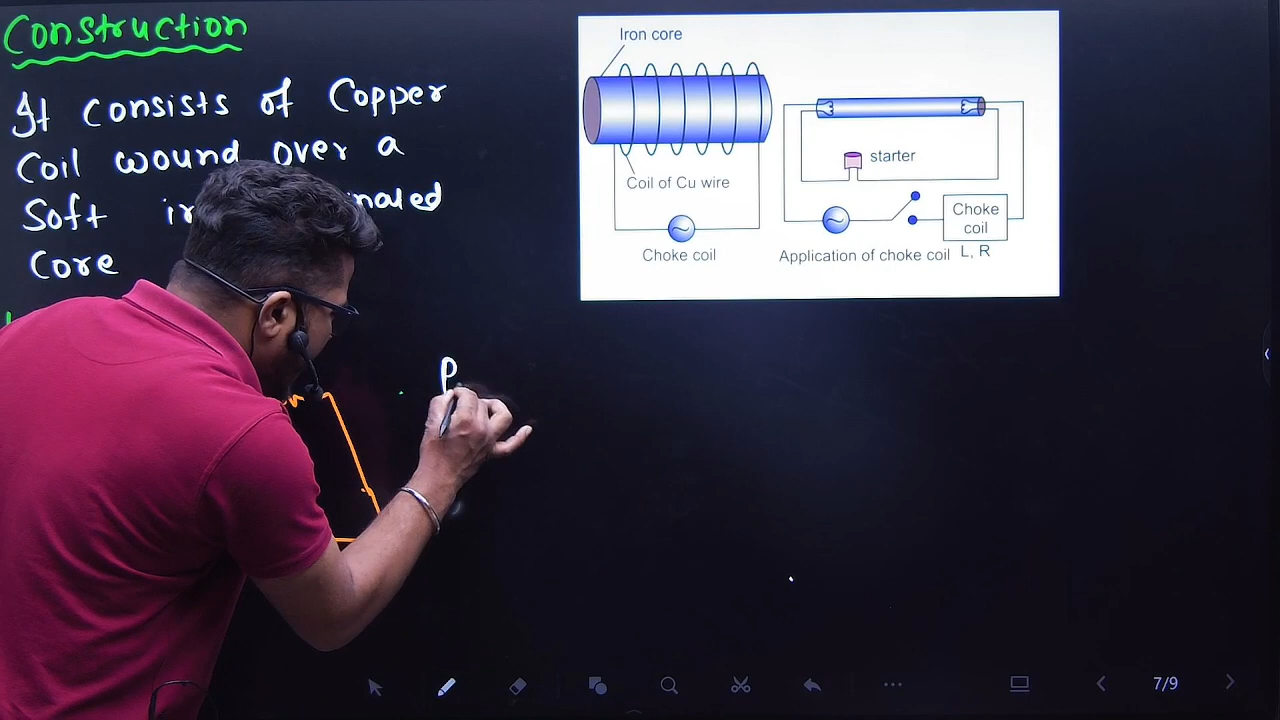 Construction
It consists of Copper
Coil wound over a
Soft
Core
P
Iron core
Coil of Cu wire
Choke coil
starter
Choke
coil
L, R
Application of choke coil
7/9